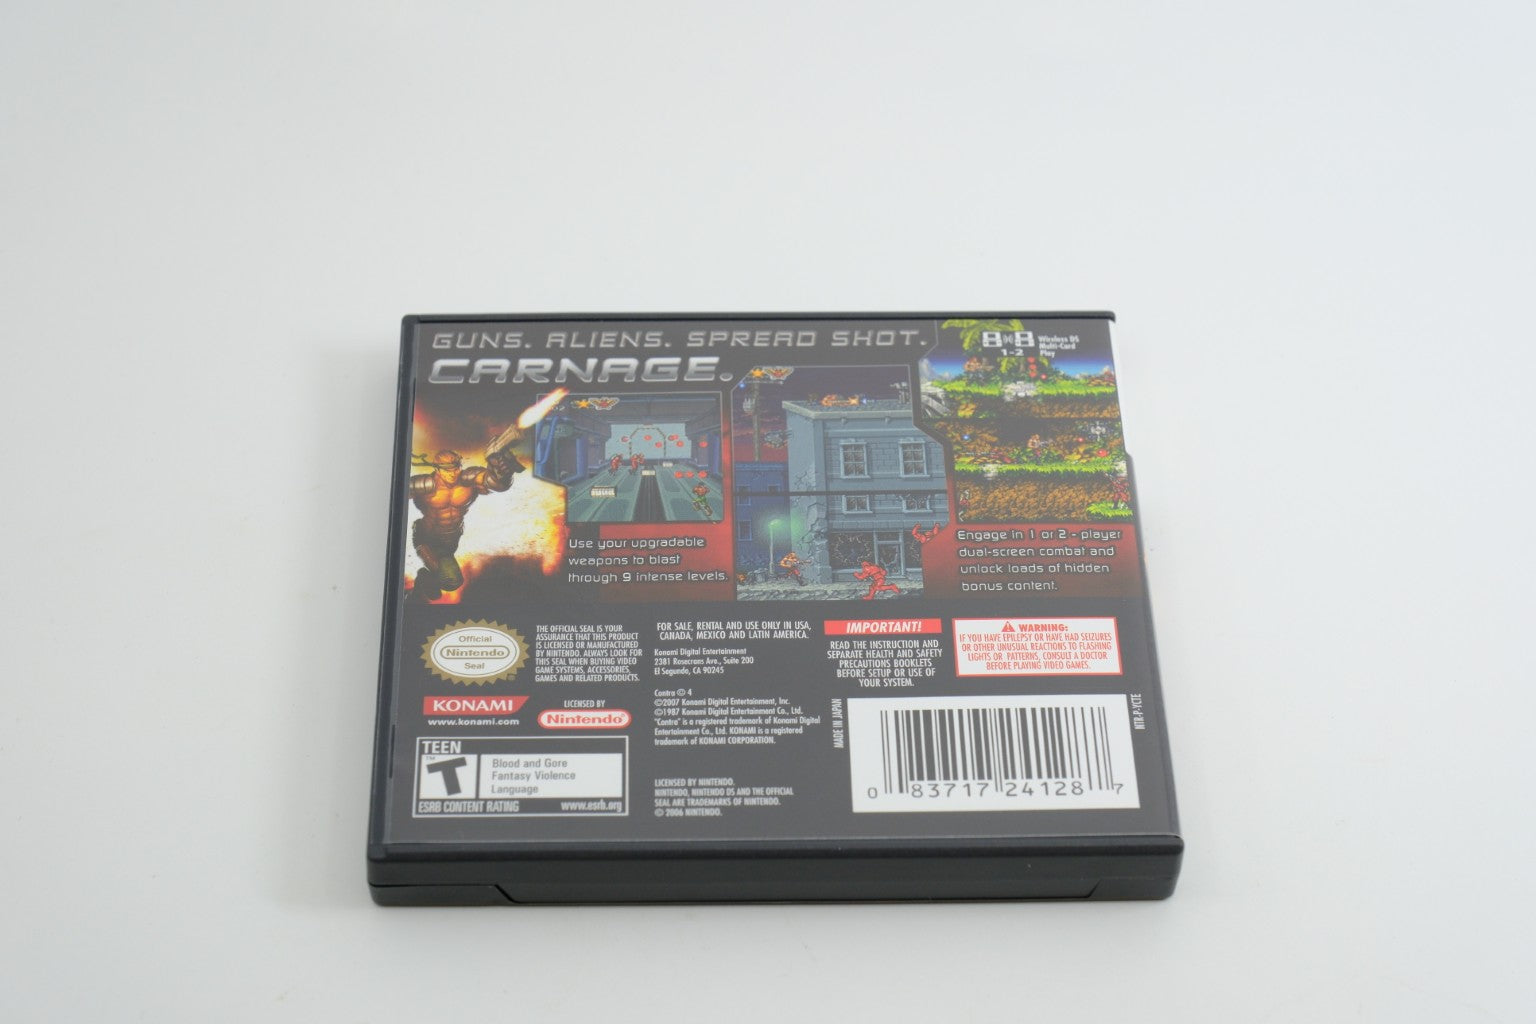 GUNS. ALIENS. SPREAD SHOT.
CARNAGE.
1-2
Wireless DS
Multi-Card
Play
Use your upgradable
weapons to blast
through 9 intense levels.
Engage in 1 or 2 - player
dual-screen combat and
unlock loads of hidden
bonus content.
Official
Nintendo
Seal
THE OFFICIAL SEAL IS YOUR
ASSURANCE THAT THIS PRODUCT
IS LICENSED OR MANUFACTURED
BY NINTENDO. ALWAYS LOOK FOR
THIS SEAL WHEN BUYING VIDEO
GAME SYSTEMS, ACCESSORIES,
GAMES AND RELATED PRODUCTS.
KONAMI
www.konami.com
LICENSED BY
Nintendo®
TEEN
T
™
Blood and Gore
Fantasy Violence
Language
ESRB CONTENT RATING
www.esrb.org
FOR SALE, RENTAL AND USE ONLY IN USA,
CANADA, MEXICO AND LATIN AMERICA.
Konami Digital Entertainment
2381 Rosecrans Ave., Suite 200
El Segundo, CA 90245
Contra © 4
©2007 Konami Digital Entertainment, Inc.
©1987 Konami Digital Entertainment Co., Ltd.
"Contra" is a registered trademark of Konami Digital
Entertainment Co., Ltd. KONAMI is a registered
trademark of KONAMI CORPORATION.
LICENSED BY NINTENDO.
NINTENDO, NINTENDO DS AND THE OFFICIAL
SEAL ARE TRADEMARKS OF NINTENDO.
© 2006 NINTENDO.
IMPORTANT!
READ THE INSTRUCTION AND
SEPARATE HEALTH AND SAFETY
PRECAUTIONS BOOKLETS
BEFORE SETUP OR USE OF
YOUR SYSTEM.
WARNING:
IF YOU HAVE EPILEPSY OR HAVE HAD SEIZURES
OR OTHER UNUSUAL REACTIONS TO FLASHING
LIGHTS OR PATTERNS, CONSULT A DOCTOR
BEFORE PLAYING VIDEO GAMES.
MADE IN JAPAN
NTR-P-YCTE
0 83717 24128 7